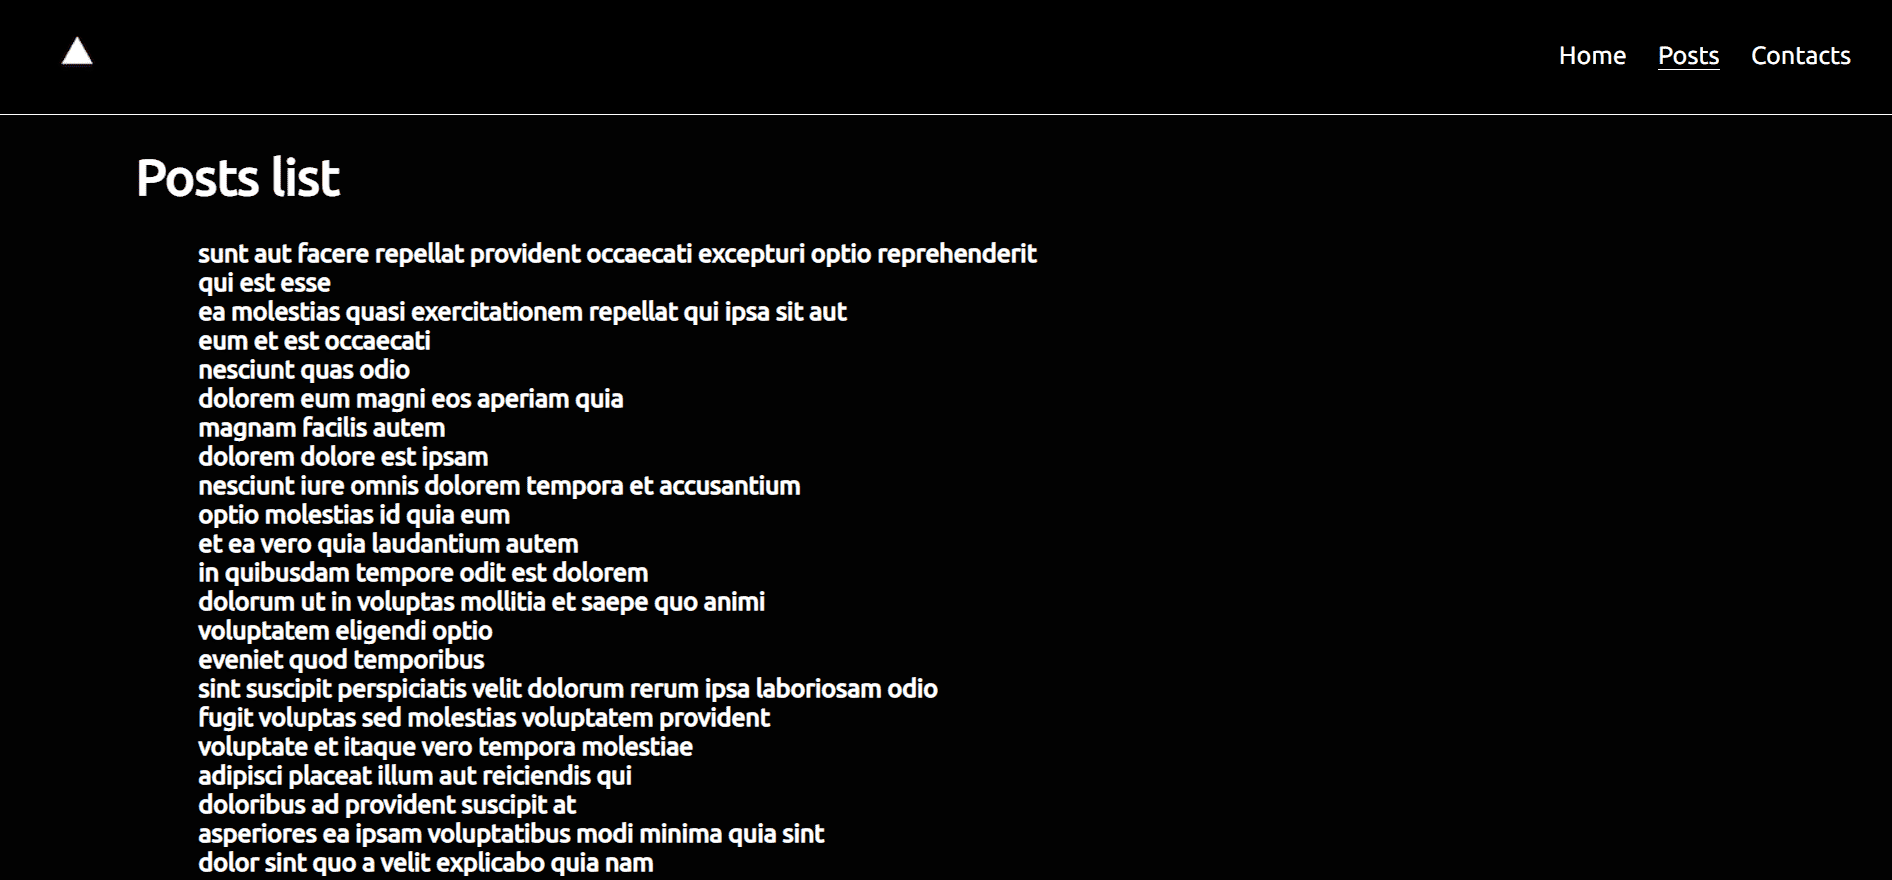 Home Posts Contacts
Posts list
sunt aut facere repellat provident occaecati excepturi optio reprehenderit
qui est esse
ea molestias quasi exercitationem repellat qui ipsa sit aut
eum et est occaecati
nesciunt quas odio
dolorem eum magni eos aperiam quia
magnam facilis autem
dolorem dolore est ipsam
nesciunt iure omnis dolorem tempora et accusantium
optio molestias id quia eum
et ea vero quia laudantium autem
in quibusdam tempore odit est dolorem
dolorum ut in voluptas mollitia et saepe quo animi
voluptatem eligendi optio
eveniet quod temporibus
sint suscipit perspiciatis velit dolorum rerum ipsa laboriosam odio
fugit voluptas sed molestias voluptatem provident
voluptate et itaque vero tempora molestiae
adipisci placeat illum aut reiciendis qui
doloribus ad provident suscipit at
asperiores ea ipsam voluptatibus modi minima quia sint
dolor sint quo a velit explicabo quia nam